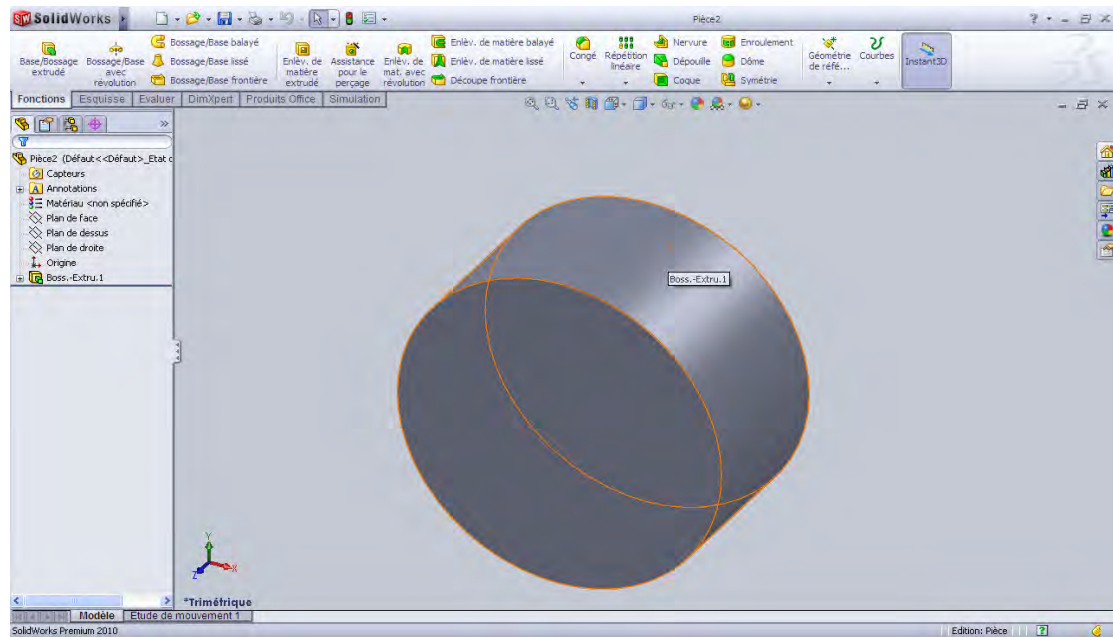 SolidWorks
Pièce2
Base/Bossage extrudé
Bossage/Base avec révolution
Bossage/Base balayé
Bossage/Base lissé
Bossage/Base frontière
Enlèv. de matière extrudé
Assistance pour le perçage
Enlèv. de mat. avec révolution
Enlèv. de matière balayé
Enlèv. de matière lissé
Découpe frontière
Congé
Répétition linéaire
Nervure
Dépouille
Coque
Enroulement
Dôme
Symétrie
Géométrie de réfé...
Courbes
Instant3D
Fonctions
Esquisse
Evaluer
DimXpert
Produits Office
Simulation
Pièce2 (Défaut<<Défaut>_Etat d
Capteurs
Annotations
Matériau <non spécifié>
Plan de face
Plan de dessus
Plan de droite
Origine
Boss.-Extru.1
Boss.-Extru.1
Y
X
Z
*Trimétrique
Modèle
Etude de mouvement 1
SolidWorks Premium 2010
Edition: Pièce